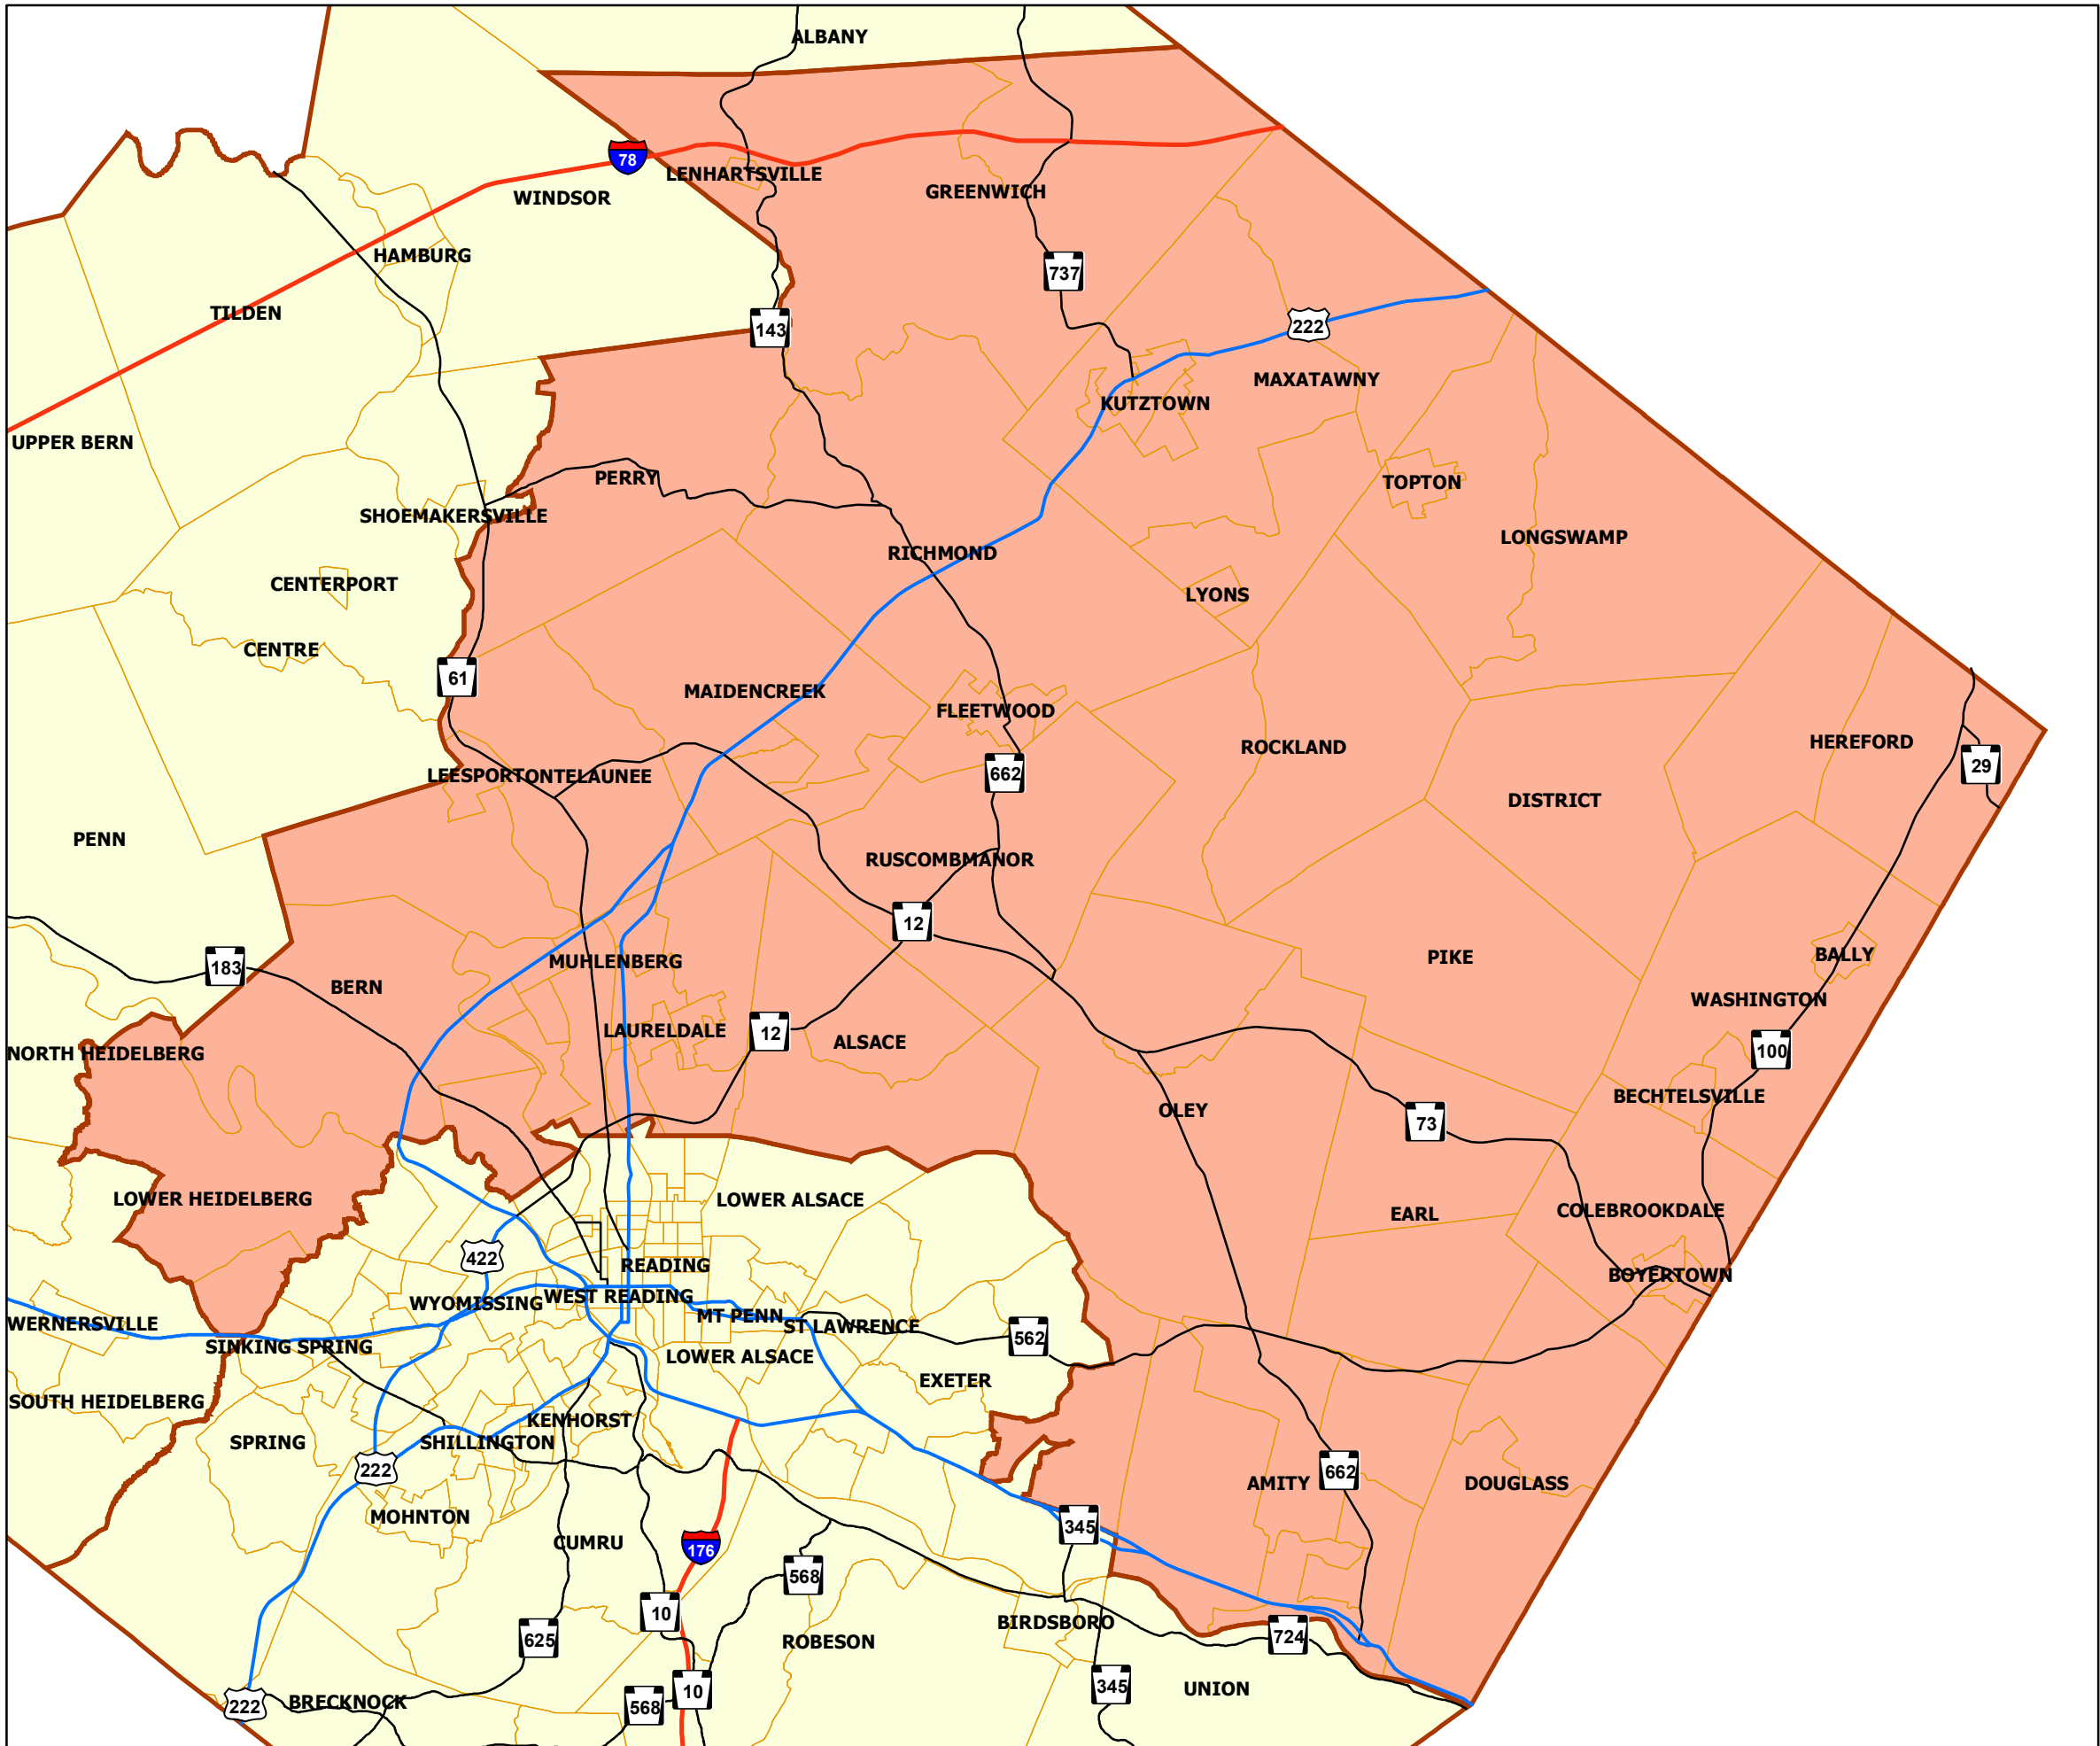 ALBANY
78
LENHARTSVILLE
GREENWICH
WINDSOR
HAMBURG
737
TILDEN
143
222
MAXATAWNY
KUTZTOWN
UPPER BERN
PERRY
TOPTON
SHOEMAKERSVILLE
LONGSWAMP
RICHMOND
CENTERPORT
LYONS
CENTRE
61
MAIDENCREEK
FLEETWOOD
HEREFORD
ROCKLAND
29
662
LEESPORT
ONTELAUNEE
DISTRICT
PENN
RUSCOMBMANOR
12
BALLY
PIKE
MUHLENBERG
183
BERN
WASHINGTON
LAURELDALE
12
ALSACE
NORTH HEIDELBERG
100
BECHTELSVILLE
OLEY
73
LOWER HEIDELBERG
LOWER ALSACE
COLEBROOKDALE
EARL
422
READING
BOYERTOWN
WEST READING
WYOMISSING
MT PENN
WERNERSVILLE
ST LAWRENCE
562
SINKING SPRING
LOWER ALSACE
EXETER
SOUTH HEIDELBERG
KENHORST
SPRING
SHILLINGTON
222
662
AMITY
DOUGLASS
MOHNTON
345
CUMRU
176
568
10
BIRDSBORO
724
625
ROBESON
345
10
UNION
222
BRECKNOCK
568